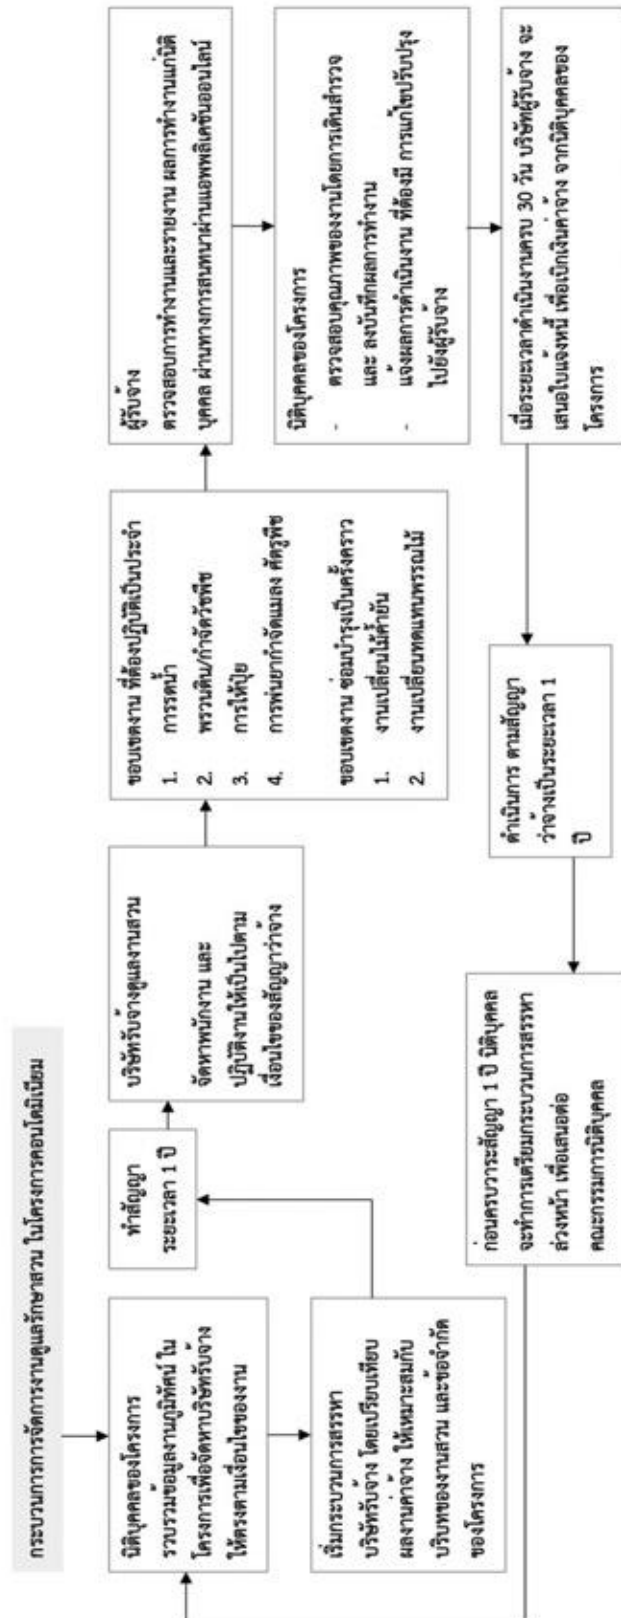 กระบวนการการจัดการงานดูแลรักษาสวน ในโครงการคอนโดมิเนียม
นิติบุคคลของโครงการ
รวบรวมข้อมูลงานภูมิทัศน์ ใน
โครงการเพื่อจัดหาบริษัทรับจ้าง
ให้ตรงตามเงื่อนไขของงาน
เริ่มกระบวนการสรรหา
บริษัทรับจ้าง โดยเปรียบเทียบ
ผลงานค่าจ้าง ให้เหมาะสมกับ
บริบทของงานสวน และข้อจำกัด
ของโครงการ
ทำสัญญา
ระยะเวลา 1 ปี
บริษัทรับจ้างดูแลงานสวน
จัดหาพนักงาน และ
ปฏิบัติงานให้เป็นไปตาม
เงื่อนไขของสัญญาว่าจ้าง
ขอบเขตงาน ที่ต้องปฏิบัติเป็นประจำ
1. การรดน้ำ
2. พรวนดิน/กำจัดวัชพืช
3. การให้ปุ๋ย
4. การพ่นยากำจัดแมลง ศัตรูพืช
ขอบเขตงาน ซ่อมบำรุงเป็นครั้งคราว
1. งานเปลี่ยนไม้ค้ำยัน
2. งานเปลี่ยนทดแทนพรรณไม้
ผู้รับจ้าง
ตรวจสอบการทำงานและรายงาน ผลการทำงานแก่นิติ
บุคคล ผ่านทางการสนทนาผ่านแอพพลิเคชันออนไลน์
นิติบุคคลของโครงการ
- ตรวจสอบคุณภาพของงานโดยการเดินสำรวจ
และ ลงบันทึกผลการทำงาน
- แจ้งผลการดำเนินงาน ที่ต้องมี การแก้ไขปรับปรุง
ไปยังผู้รับจ้าง
เมื่อระยะเวลาดำเนินงานครบ 30 วัน บริษัทผู้รับจ้าง จะ
เสนอใบแจ้งหนี้ เพื่อเบิกเงินค่าจ้าง จากนิติบุคคลของ
โครงการ
ดำเนินการ ตามสัญญา
ว่าจ้างเป็นระยะเวลา 1
ปี
ก่อนครบวาระสัญญา 1 ปี นิติบุคคล
จะทำการเตรียมกระบวนการสรรหา
ล่วงหน้า เพื่อเสนอต่อ
คณะกรรมการนิติบุคคล